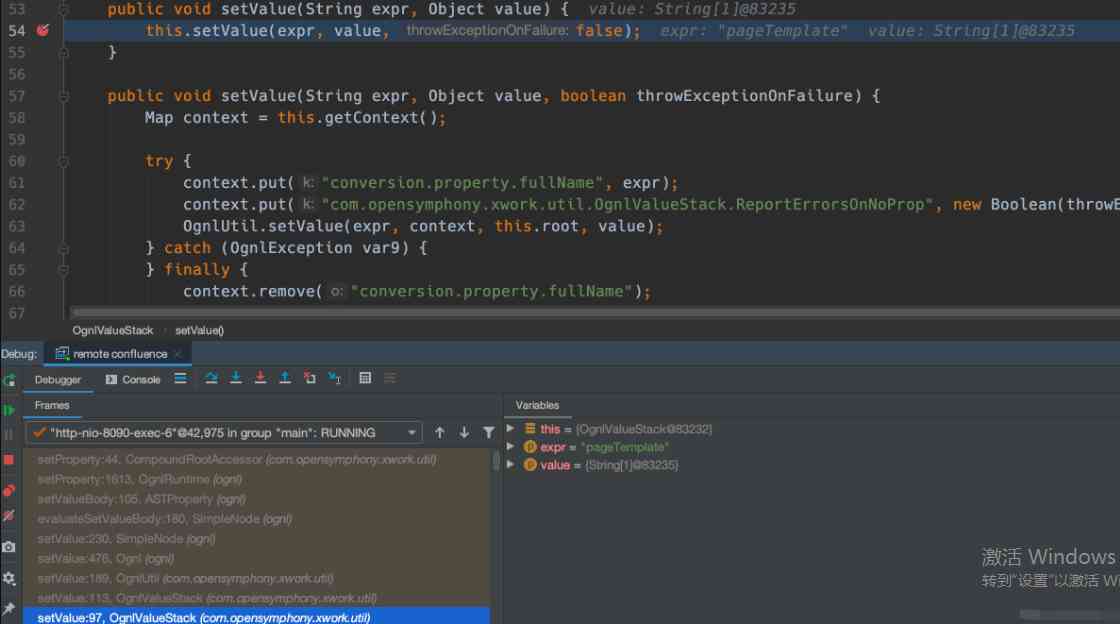 53 public void setValue(String expr, Object value) { value: String[1]@83235
54 this.setValue(expr, value, throwExceptionOnFailure: false); expr: "pageTemplate" value: String[1]@83235
55 }
56
57 public void setValue(String expr, Object value, boolean throwExceptionOnFailure) {
58 Map context = this.getContext();
59
60 try {
61 context.put( k: "conversion.property.fullName", expr);
62 context.put( k: "com.opensymphony.xwork.util.OgnlValueStack.ReportErrorsOnNoProp", new Boolean(throwE
63 OgnlUtil.setValue(expr, context, this.root, value);
64 } catch (OgnlException var9) {
65 } finally {
66 context.remove( o: "conversion.property.fullName");
67
OgnlValueStack › setValue()
Debug: remote confluence
Debugger Console
Frames
Variables
"http-nio-8090-exec-6"@42,975 in group "main": RUNNING
setProperty:44, CompoundRootAccessor (com.opensymphony.xwork.util)
setProperty:1613, OgnlRuntime (ognl)
setValueBody:105, ASTProperty (ognl)
evaluateSetValueBody:180, SimpleNode (ognl)
setValue:230, SimpleNode (ognl)
setValue:476, Ognl (ognl)
setValue:189, OgnlUtil (com.opensymphony.xwork.util)
setValue:113, OgnlValueStack (com.opensymphony.xwork.util)
setValue:97, OgnlValueStack (com.opensymphony.xwork.util)
this = {OgnlValueStack@83232}
expr = "pageTemplate"
value = {String[1]@83235}
激活 Windows
转到"设置"以激活 Wi